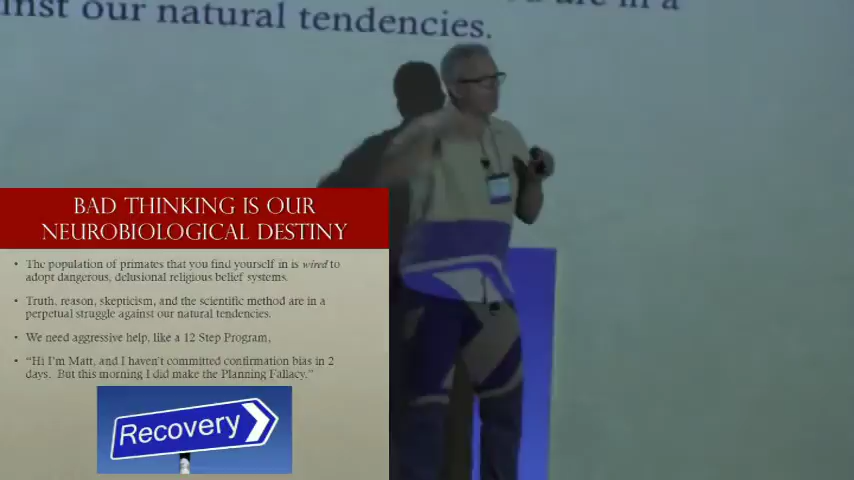 are in a
inst our natural tendencies.
BAD THINKING IS OUR
NEUROBIOLOGICAL DESTINY
• The population of primates that you find yourself in is wired to
adopt dangerous, delusional religious belief systems.
• Truth, reason, skepticism, and the scientific method are in a
perpetual struggle against our natural tendencies.
• We need aggressive help, like a 12 Step Program,
• “Hi I’m Matt, and I haven’t committed confirmation bias in 2
days.  But this morning I did make the Planning Fallacy.”
Recovery